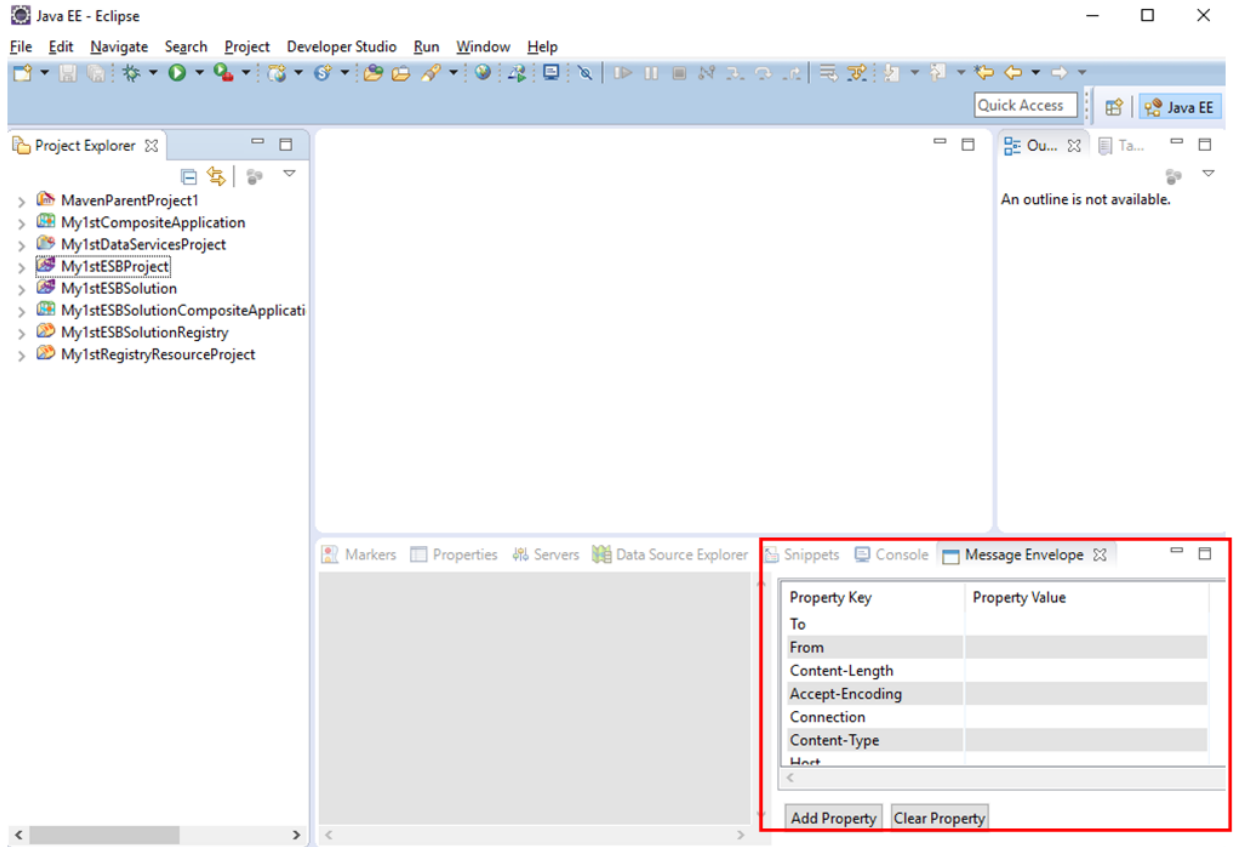 Java EE - Eclipse
File Edit Navigate Search Project Developer Studio Run Window Help
Quick Access
Java EE
Project Explorer
MavenParentProject1
My1stCompositeApplication
My1stDataServicesProject
My1stESBProject
My1stESBSolution
My1stESBSolutionCompositeApplicati
My1stESBSolutionRegistry
My1stRegistryResourceProject
Ou... Ta...
An outline is not available.
Markers Properties Servers Data Source Explorer Snippets Console Message Envelope
Property Key Property Value
To
From
Content-Length
Accept-Encoding
Connection
Content-Type
Host
Add Property Clear Property